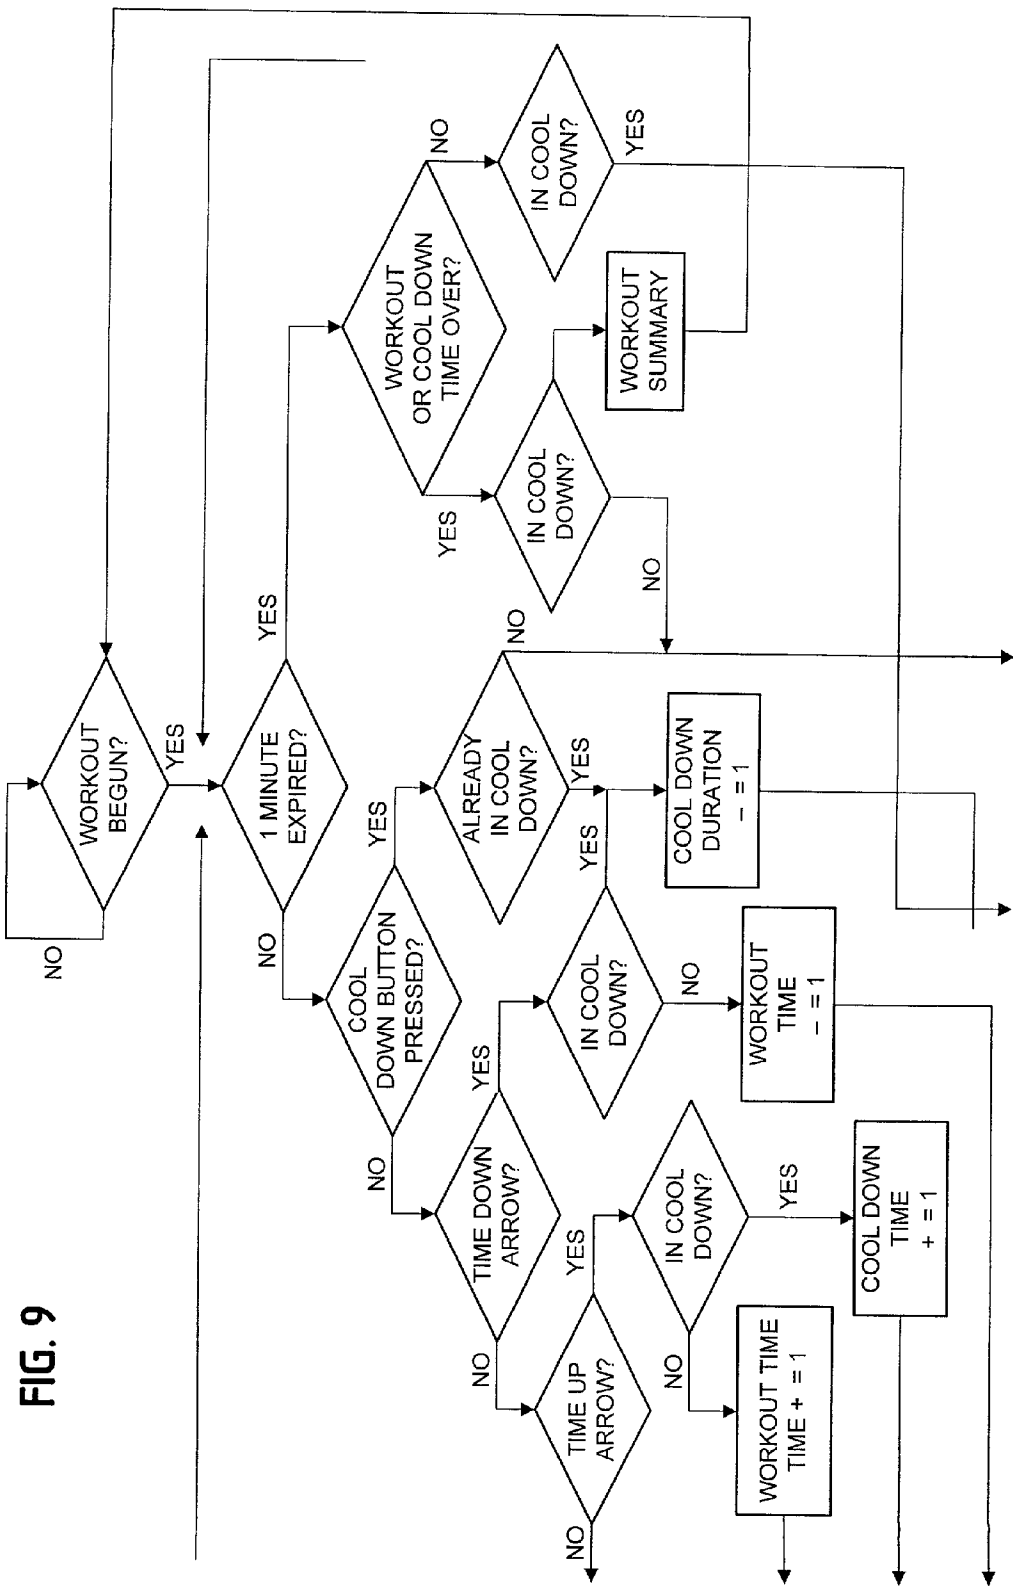 FIG. 9
NO
WORKOUT
BEGUN?
YES
1 MINUTE
EXPIRED?
NO
YES
COOL
DOWN BUTTON
PRESSED?
NO
YES
WORKOUT
OR COOL DOWN
TIME OVER?
YES
NO
TIME DOWN
ARROW?
NO
YES
ALREADY
IN COOL
DOWN?
YES
NO
IN COOL
DOWN?
NO
IN COOL
DOWN?
YES
TIME UP
ARROW?
NO
YES
IN COOL
DOWN?
YES
NO
WORKOUT
SUMMARY
IN COOL
DOWN?
NO
YES
COOL DOWN
DURATION
– = 1
WORKOUT TIME
TIME + = 1
WORKOUT
TIME
– = 1
COOL DOWN
TIME
+ = 1